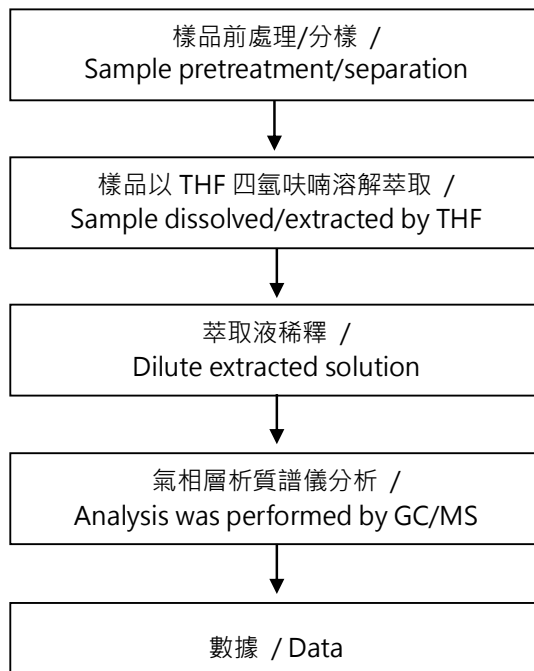 樣品前處理/分樣 /
Sample pretreatment/separation
樣品以 THF 四氫呋喃溶解萃取 /
Sample dissolved/extracted by THF
萃取液稀釋 /
Dilute extracted solution
氣相層析質譜儀分析 /
Analysis was performed by GC/MS
數據 / Data